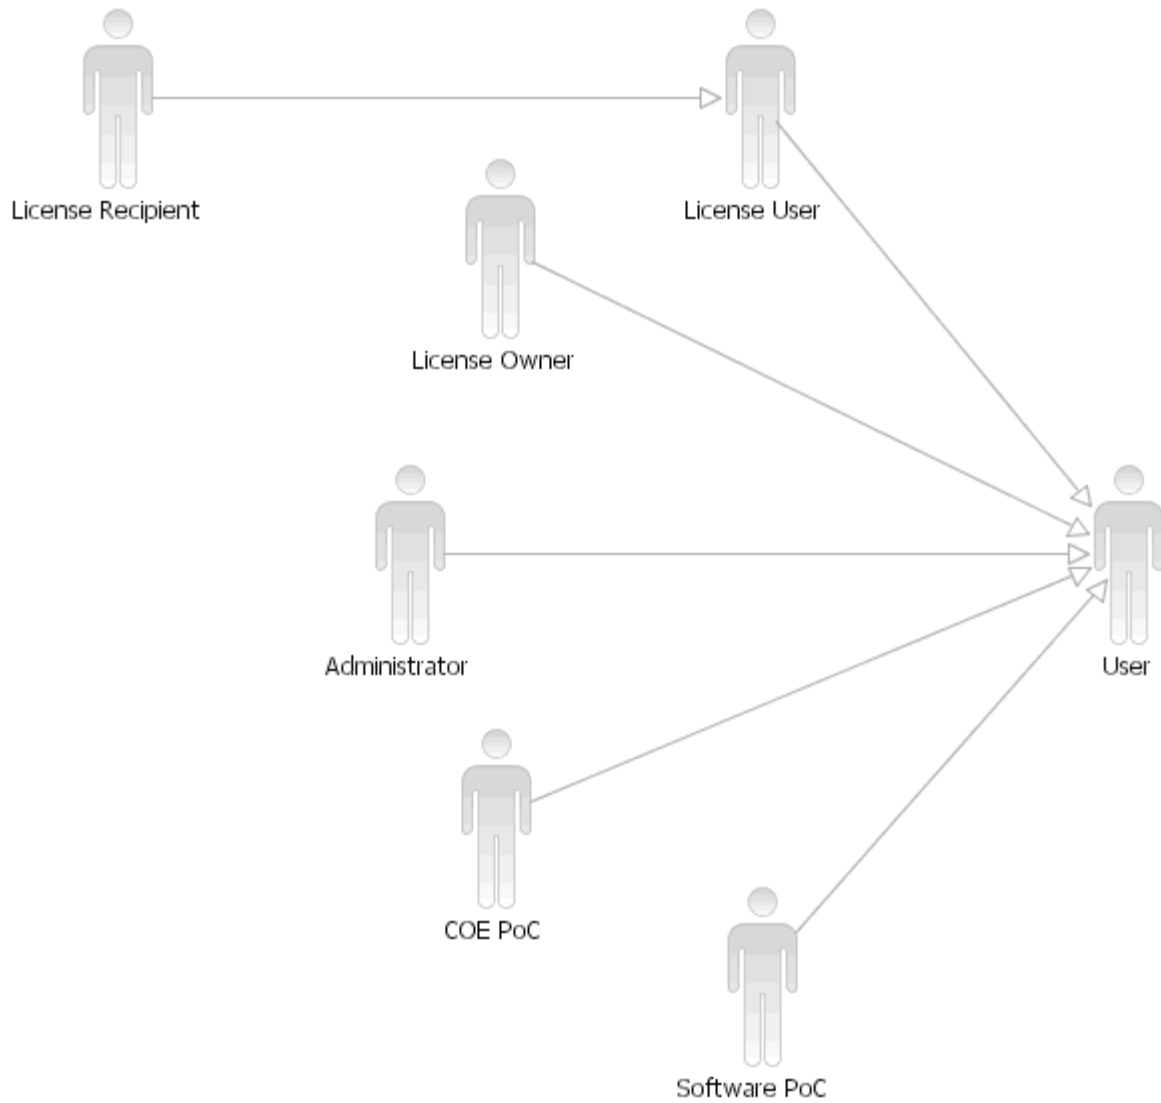 License Recipient
License User
License Owner
Administrator
User
COE PoC
Software PoC